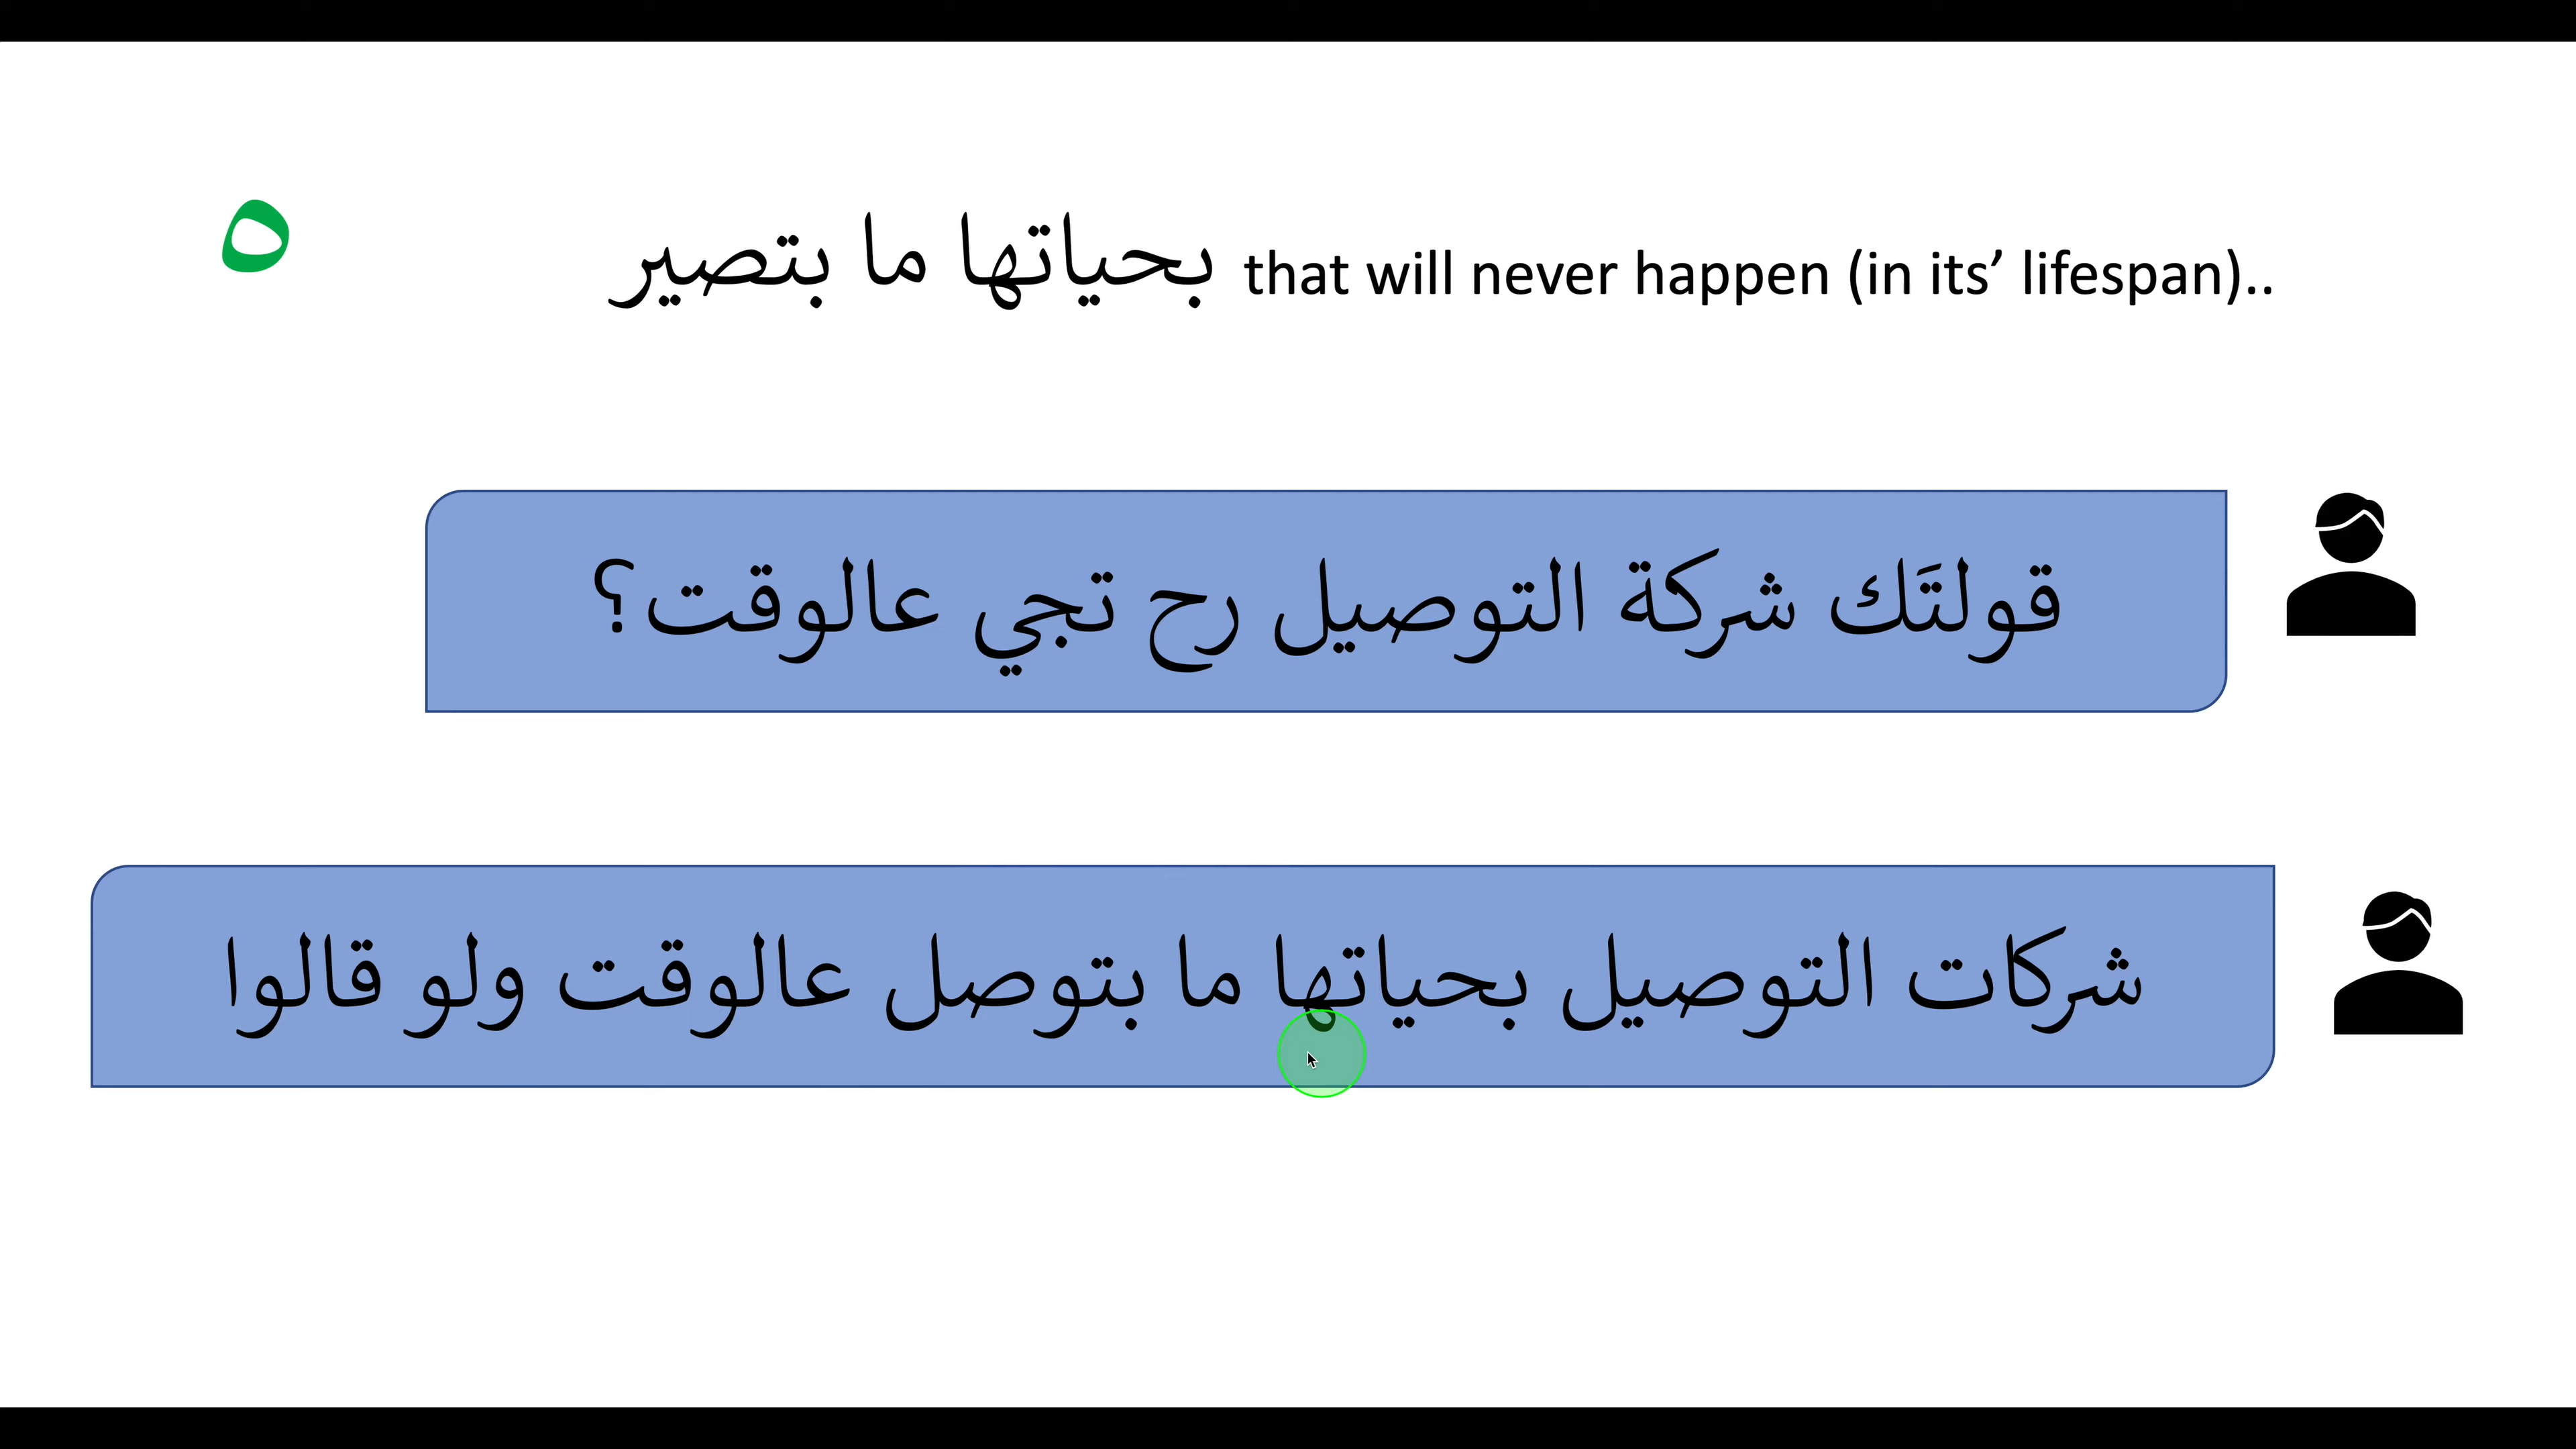 ٥
بحياتها ما بتصير that will never happen (in its’ lifespan)..
قولتَك شركة التوصيل رح تجي عالوقت؟
شركات التوصيل بحياتها ما بتوصل عالوقت ولو قالوا